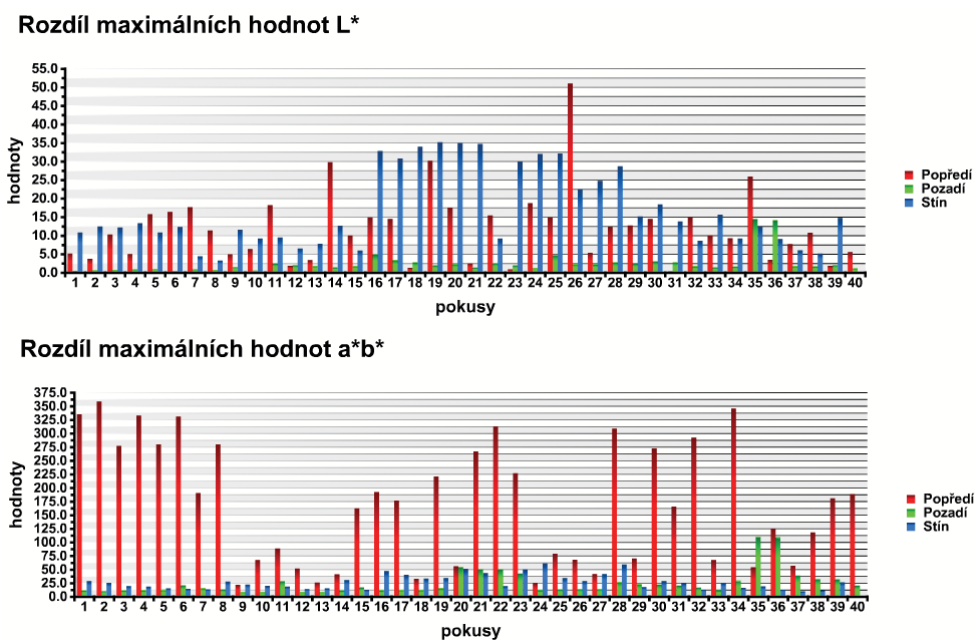 Rozdíl maximálních hodnot L*
55.0
50.0
45.0
40.0
35.0
30.0
25.0
20.0
15.0
10.0
5.0
0.0
hodnoty
1 2 3 4 5 6 7 8 9 10 11 12 13 14 15 16 17 18 19 20 21 22 23 24 25 26 27 28 29 30 31 32 33 34 35 36 37 38 39 40
pokusy
Popředí
Pozadí
Stín
Rozdíl maximálních hodnot a*b*
375.0
350.0
325.0
300.0
275.0
250.0
225.0
200.0
175.0
150.0
125.0
100.0
75.0
50.0
25.0
0.0
hodnoty
1 2 3 4 5 6 7 8 9 10 11 12 13 14 15 16 17 18 19 20 21 22 23 24 25 26 27 28 29 30 31 32 33 34 35 36 37 38 39 40
pokusy
Popředí
Pozadí
Stín